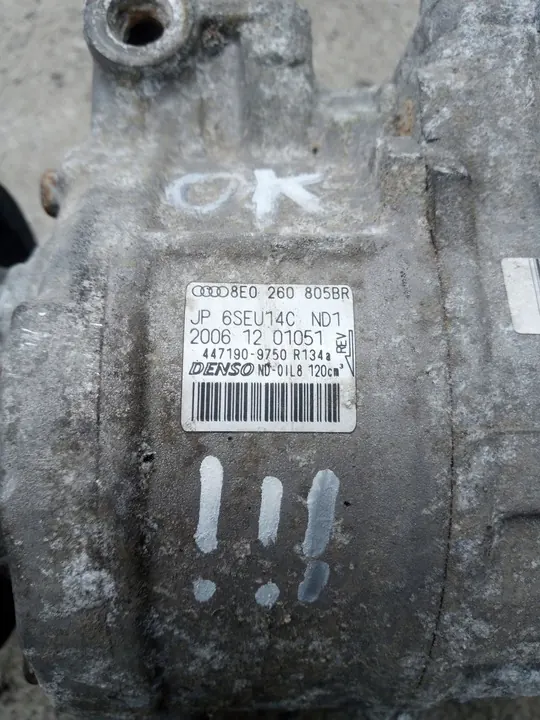 OK
8E0 260 805BR
JP 6SEU14C ND1
2006 12 01051
REV
447190-9750 R134a
DENSO ND-OIL8 120cm³
!!!